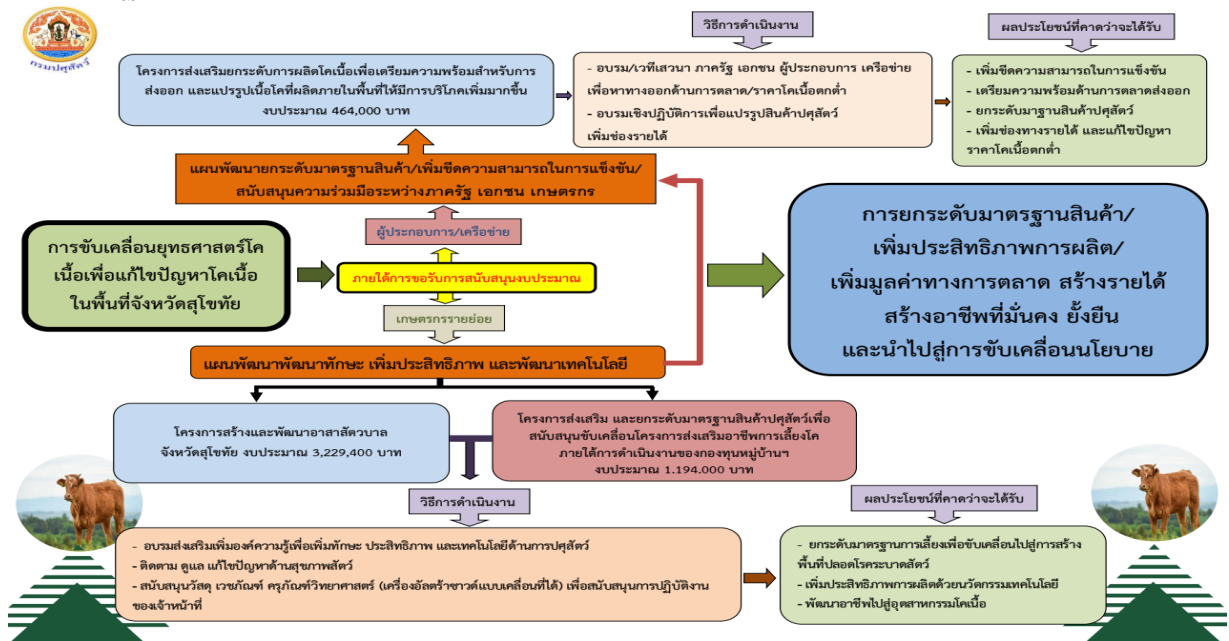 กรมปศุสัตว์
โครงการส่งเสริมยกระดับการผลิตโคเนื้อเพื่อเตรียมความพร้อมสำหรับการ
ส่งออก และแปรรูปเนื้อโคที่ผลิตภายในพื้นที่ให้มีการบริโภคเพิ่มมากขึ้น
งบประมาณ 464,000 บาท
วิธีการดำเนินงาน
- อบรม/เวทีเสวนา ภาครัฐ เอกชน ผู้ประกอบการ เครือข่าย
เพื่อหาทางออกด้านการตลาด/ราคาโคเนื้อตกต่ำ
- อบรมเชิงปฏิบัติการเพื่อแปรรูปสินค้าปศุสัตว์
เพิ่มช่องรายได้
ผลประโยชน์ที่คาดว่าจะได้รับ
- เพิ่มขีดความสามารถในการแข็งขัน
- เตรียมความพร้อมด้านการตลาดส่งออก
- ยกระดับมาฐานสินค้าปศุสัตว์
- เพิ่มช่องทางรายได้ และแก้ไขปัญหา
ราคาโคเนื้อตกต่ำ
แผนพัฒนายกระดับมาตรฐานสินค้า/เพิ่มขีดความสามารถในการแข่งขัน/
สนับสนุนความร่วมมือระหว่างภาครัฐ เอกชน เกษตรกร
ผู้ประกอบการ/เครือข่าย
การขับเคลื่อนยุทธศาสตร์โค
เนื้อเพื่อแก้ไขปัญหาโคเนื้อ
ในพื้นที่จังหวัดสุโขทัย
ภายใต้การขอรับการสนับสนุนงบประมาณ
เกษตรกรรายย่อย
การยกระดับมาตรฐานสินค้า/
เพิ่มประสิทธิภาพการผลิต/
เพิ่มมูลค่าทางการตลาด สร้างรายได้
สร้างอาชีพที่มั่นคง ยั่งยืน
และนำไปสู่การขับเคลื่อนนโยบาย
แผนพัฒนาพัฒนาทักษะ เพิ่มประสิทธิภาพ และพัฒนาเทคโนโลยี
โครงการสร้างและพัฒนาอาสาสัตวบาล
จังหวัดสุโขทัย งบประมาณ 3,229,400 บาท
โครงการส่งเสริม และยกระดับมาตรฐานสินค้าปศุสัตว์เพื่อ
สนับสนุนขับเคลื่อนโครงการส่งเสริมอาชีพการเลี้ยงโค
ภายใต้การดำเนินงานของกองทุนหมู่บ้านฯ
งบประมาณ 1.194.000 บาท
วิธีการดำเนินงาน
- อบรมส่งเสริมเพิ่มองค์ความรู้เพื่อเพิ่มทักษะ ประสิทธิภาพ และเทคโนโลยีด้านการปศุสัตว์
- ติดตาม ดูแล แก้ไขปัญหาด้านสุขภาพสัตว์
- สนับสนุนวัสดุ เวชภัณฑ์ ครุภัณฑ์วิทยาศาสตร์ (เครื่องอัลตร้าซาวด์แบบเคลื่อนที่ได้) เพื่อสนับสนุนการปฏิบัติงาน
ของเจ้าหน้าที่
ผลประโยชน์ที่คาดว่าจะได้รับ
- ยกระดับมาตรฐานการเลี้ยงเพื่อขับเคลื่อนไปสู่การสร้าง
พื้นที่ปลอดโรคระบาดสัตว์
- เพิ่มประสิทธิภาพการผลิตด้วยนวัตกรรมเทคโนโลยี
- พัฒนาอาชีพไปสู่อุตสาหกรรมโคเนื้อ